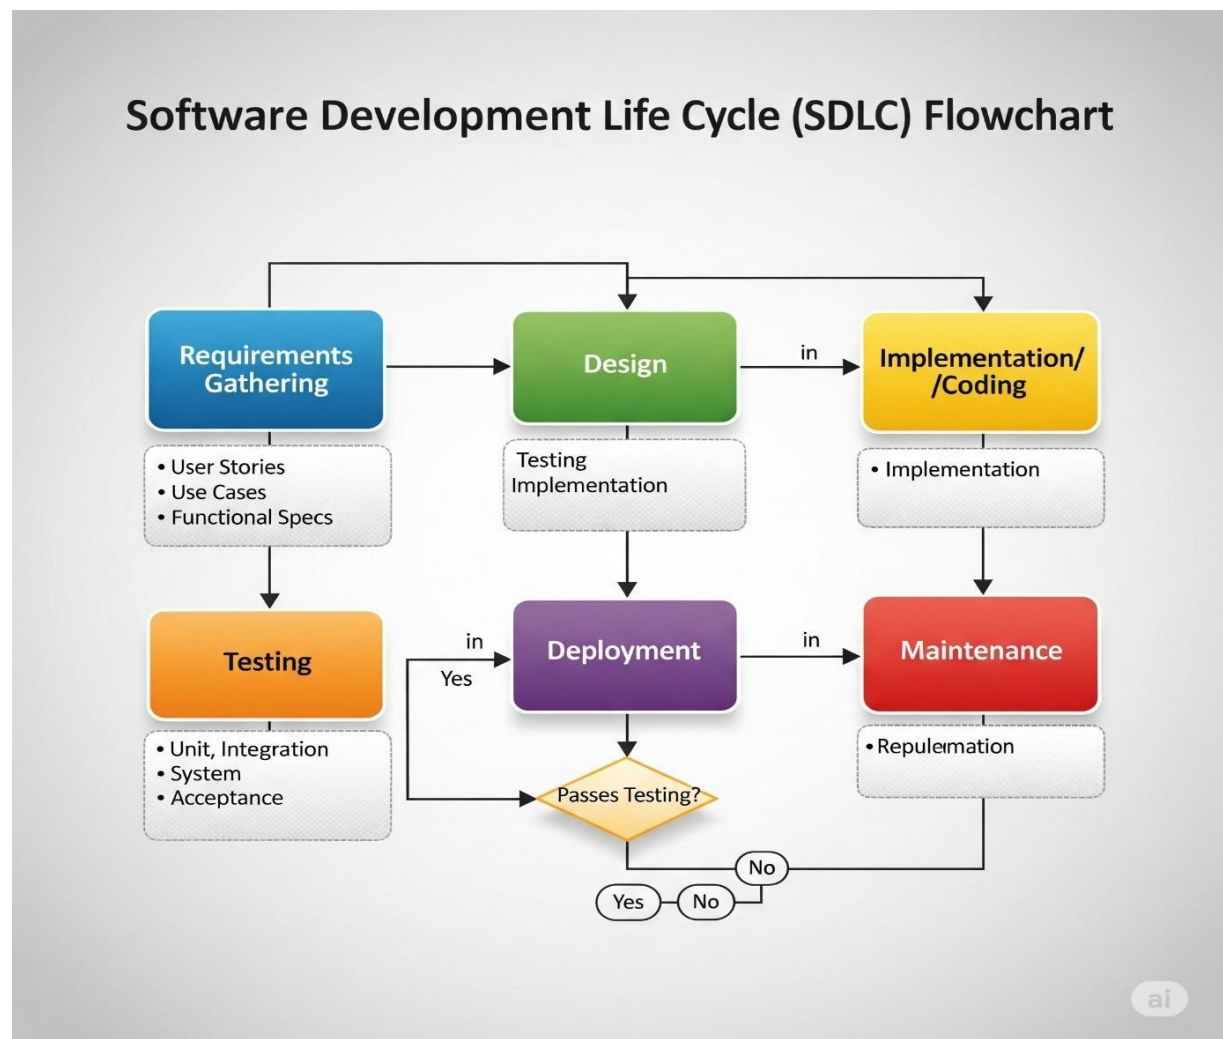 Software Development Life Cycle (SDLC) Flowchart
Requirements
Gathering
Design
in
Implementation/
/Coding
• User Stories
• Use Cases
• Functional Specs
Testing
Implementation
• Implementation
Testing
in
Yes
Deployment
in
Maintenance
• Unit, Integration
• System
• Acceptance
Passes Testing?
• Repulemation
No
Yes
No
ai